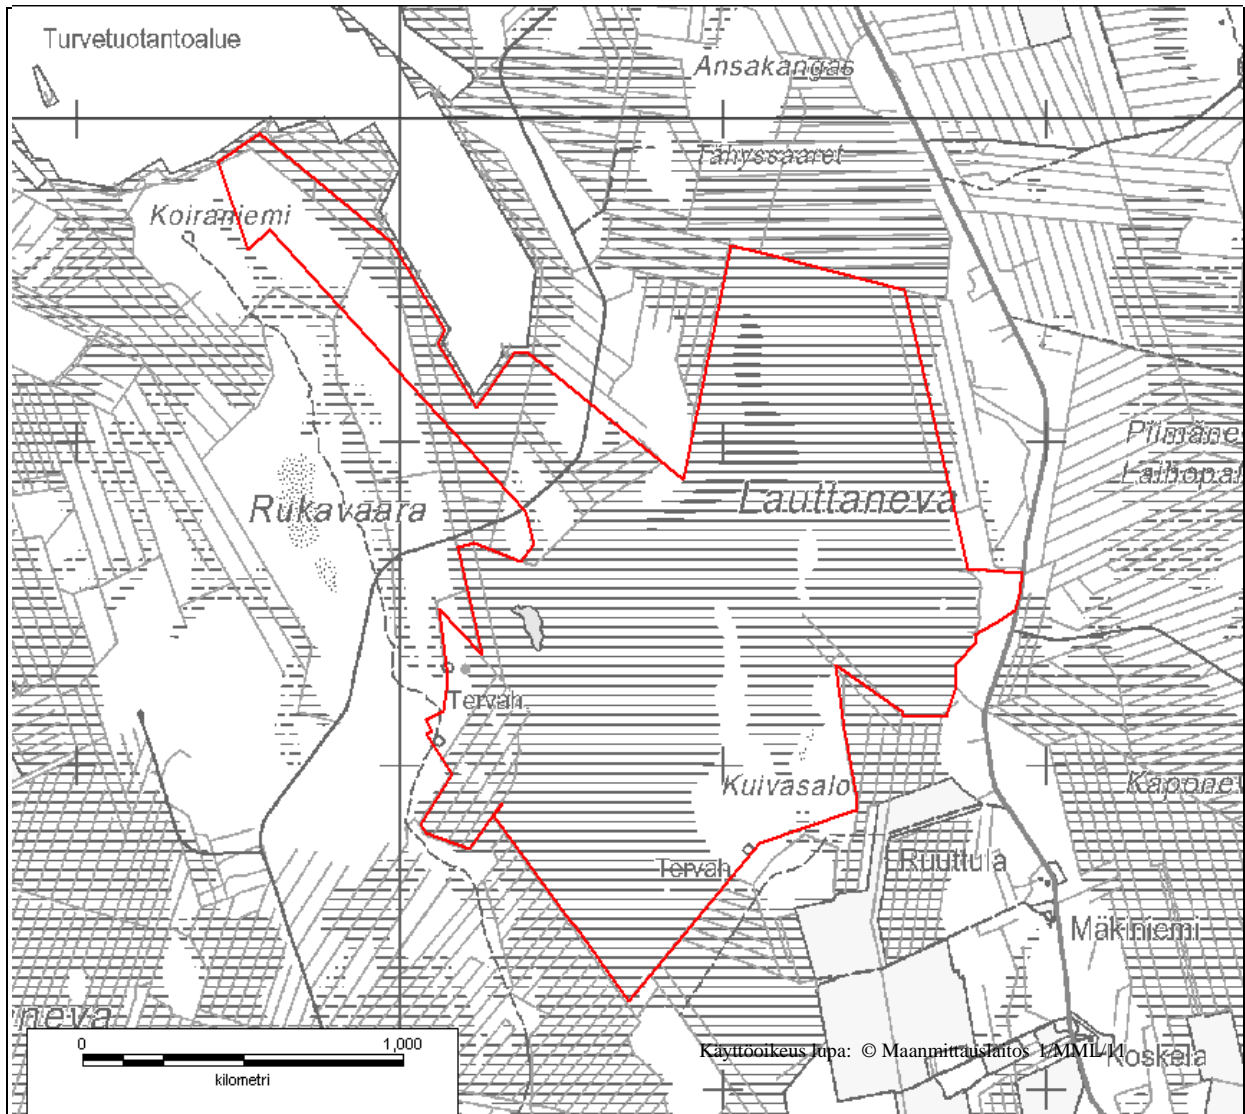 Turvetuotantoalue
Ansakangas
Tähyssaaret
Koiraniemi
Rukavaara
Lauttaneva
Tervah.
Kuivasalo
Tervah.
Ruuttula
Mäkiniemi
neva
0 1,000
kilometri
Käyttöoikeus lupa: © Maanmittauslaitos 1/MML/11
Koskela